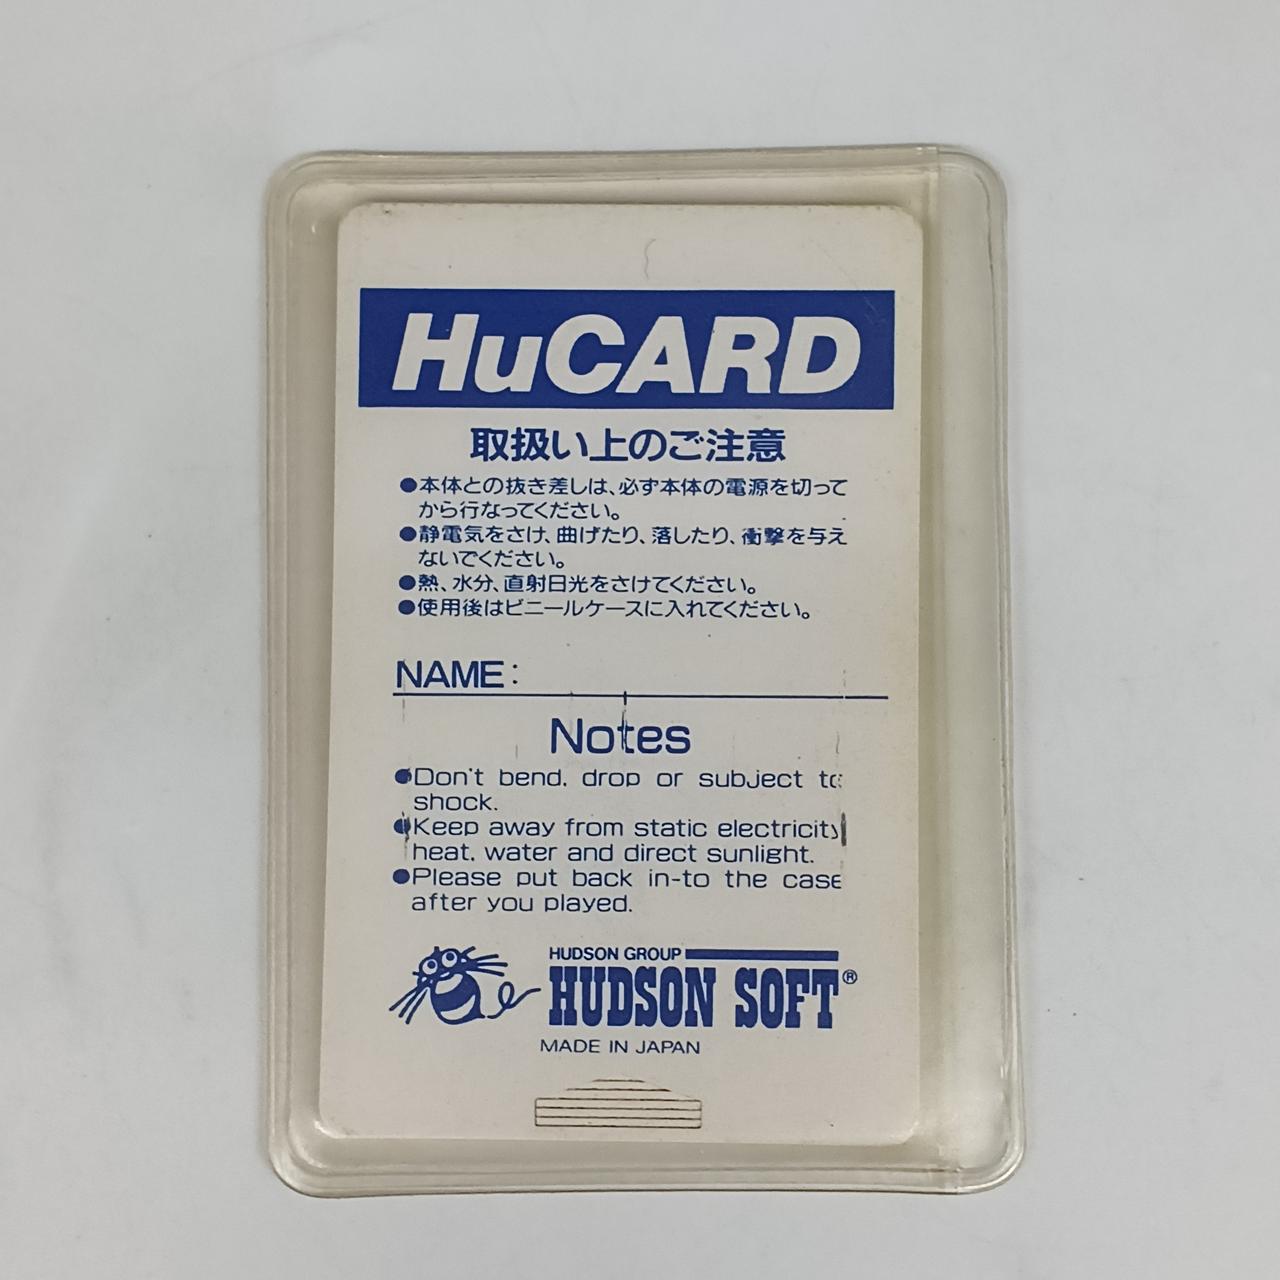 HuCARD
取扱い上のご注意
●本体との抜き差しは、必ず本体の電源を切って
から行なってください。
●静電気をさけ、曲げたり、落したり、衝撃を与え
ないでください。
●熱、水分、直射日光をさけてください。
●使用後はビニールケースに入れてください。
NAME:
Notes
●Don't bend, drop or subject to
shock.
●Keep away from static electricity
heat, water and direct sunlight.
●Please put back in-to the case
after you played.
HUDSON GROUP
HUDSON SOFT®
MADE IN JAPAN